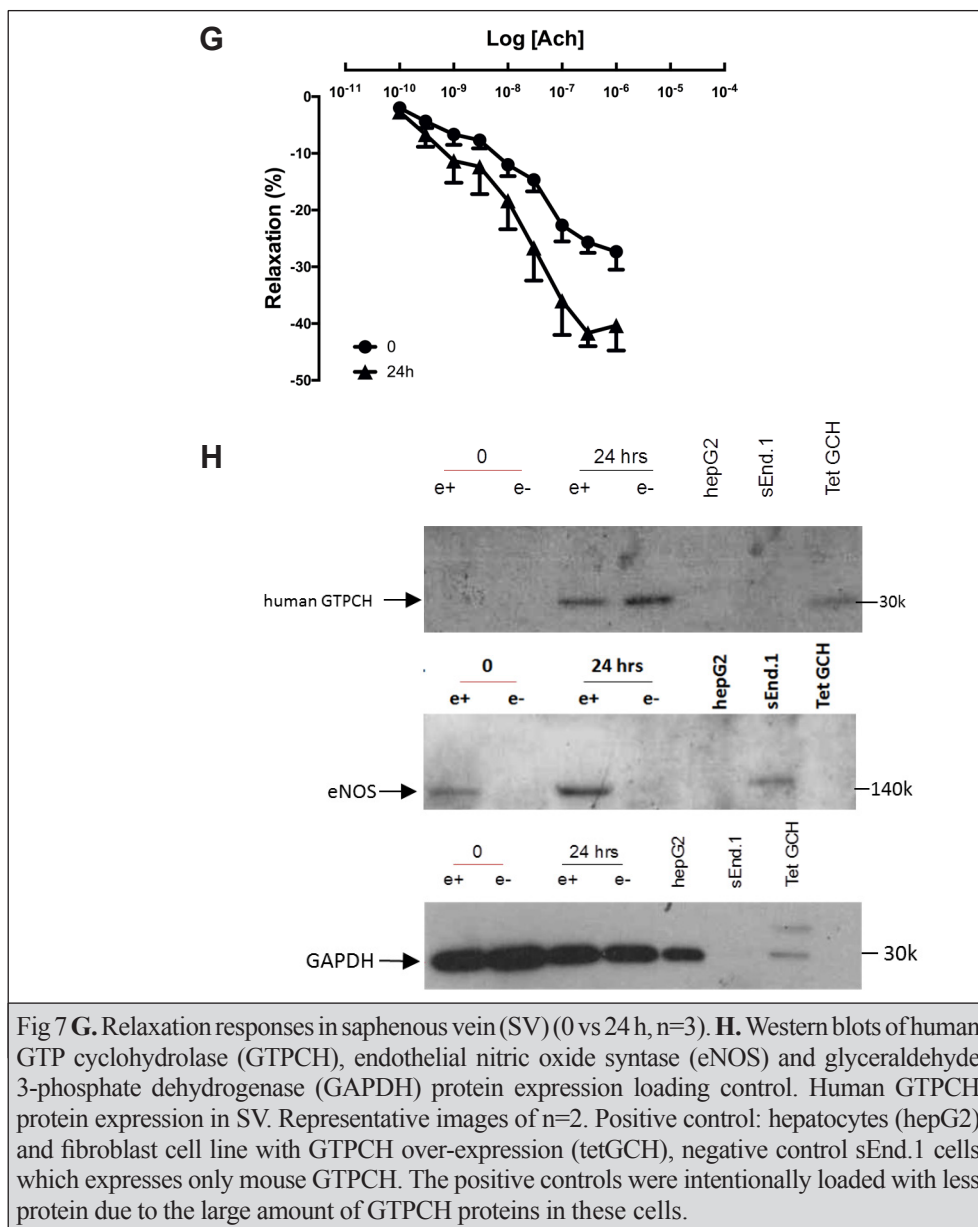 G
Log [Ach]
10-11 10-10 10-9 10-8 10-7 10-6 10-5 10-4
0
-10
-20
-30
-40
-50
Relaxation (%)
0
24h
H
0 24 hrs hepG2 sEnd.1 Tet GCH
e+ e- e+ e-
human GTPCH 30k
0 24 hrs hepG2 sEnd.1 Tet GCH
e+ e- e+ e-
eNOS 140k
0 24 hrs hepG2 sEnd.1 Tet GCH
e+ e- e+ e-
GAPDH 30k
Fig 7 G. Relaxation responses in saphenous vein (SV) (0 vs 24 h, n=3). H. Western blots of human
GTP cyclohydrolase (GTPCH), endothelial nitric oxide syntase (eNOS) and glyceraldehyde
3-phosphate dehydrogenase (GAPDH) protein expression loading control. Human GTPCH
protein expression in SV. Representative images of n=2. Positive control: hepatocytes (hepG2)
and fibroblast cell line with GTPCH over-expression (tetGCH), negative control sEnd.1 cells
which expresses only mouse GTPCH. The positive controls were intentionally loaded with less
protein due to the large amount of GTPCH proteins in these cells.